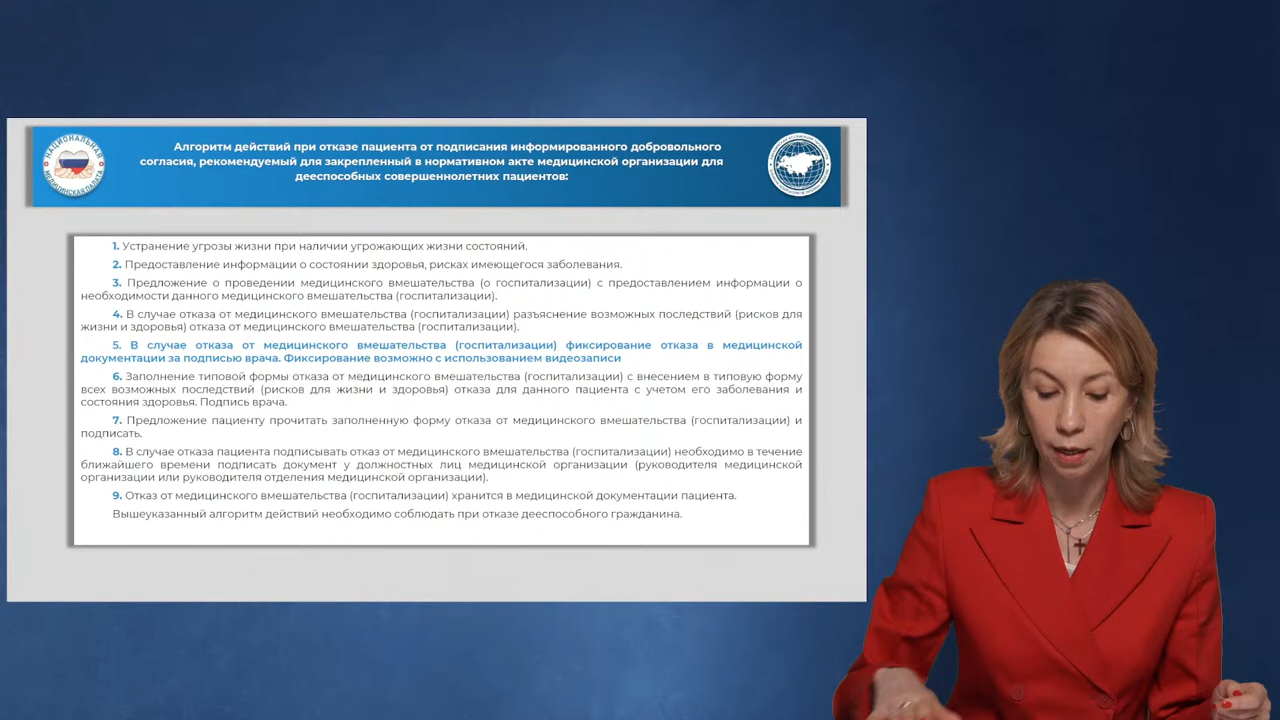 НАЦИОНАЛЬНАЯ
МЕДИЦИНСКАЯ ПАЛАТА
Алгоритм действий при отказе пациента от подписания информированного добровольного
согласия, рекомендуемый для закрепленный в нормативном акте медицинской организации для
дееспособных совершеннолетних пациентов:
1. Устранение угрозы жизни при наличии угрожающих жизни состояний.
2. Предоставление информации о состоянии здоровья, рисках имеющегося заболевания.
3. Предложение о проведении медицинского вмешательства (о госпитализации) с предоставлением информации о
необходимости данного медицинского вмешательства (госпитализации).
4. В случае отказа от медицинского вмешательства (госпитализации) разъяснение возможных последствий (рисков для
жизни и здоровья) отказа от медицинского вмешательства (госпитализации).
5. В случае отказа от медицинского вмешательства (госпитализации) фиксирование отказа в медицинской
документации за подписью врача. Фиксирование возможно с использованием видеозаписи
6. Заполнение типовой формы отказа от медицинского вмешательства (госпитализации) с внесением в типовую форму
всех возможных последствий (рисков для жизни и здоровья) отказа для данного пациента с учетом его заболевания и
состояния здоровья. Подпись врача.
7. Предложение пациенту прочитать заполненную форму отказа от медицинского вмешательства (госпитализации) и
подписать.
8. В случае отказа пациента подписывать отказ от медицинского вмешательства (госпитализации) необходимо в течение
ближайшего времени подписать документ у должностных лиц медицинской организации (руководителя медицинской
организации или руководителя отделения медицинской организации).
9. Отказ от медицинского вмешательства (госпитализации) хранится в медицинской документации пациента.
Вышеуказанный алгоритм действий необходимо соблюдать при отказе дееспособного гражданина.